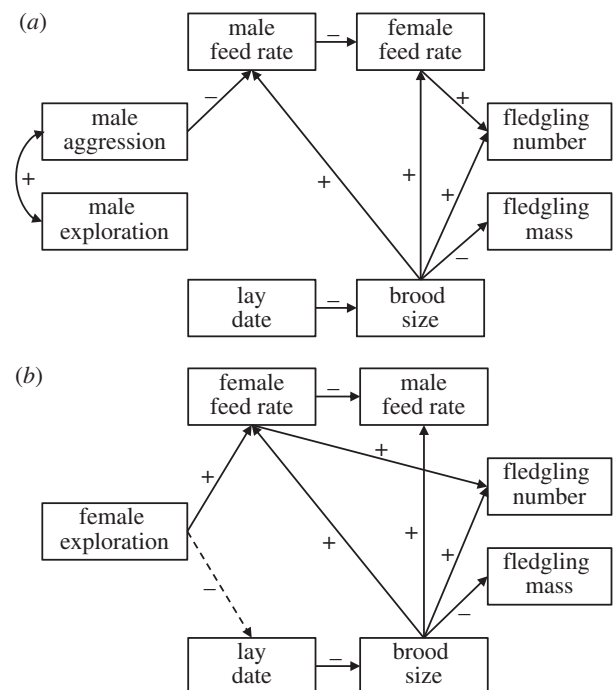 (a)
male
feed rate
–
female
feed rate
male
aggression
–
+
fledgling
number
+
male
exploration
+
+
+
fledgling
mass
–
lay
date
–
brood
size
(b)
female
feed rate
–
male
feed rate
+
+
fledgling
number
female
exploration
+
+
+
fledgling
mass
–
–
lay
date
–
brood
size